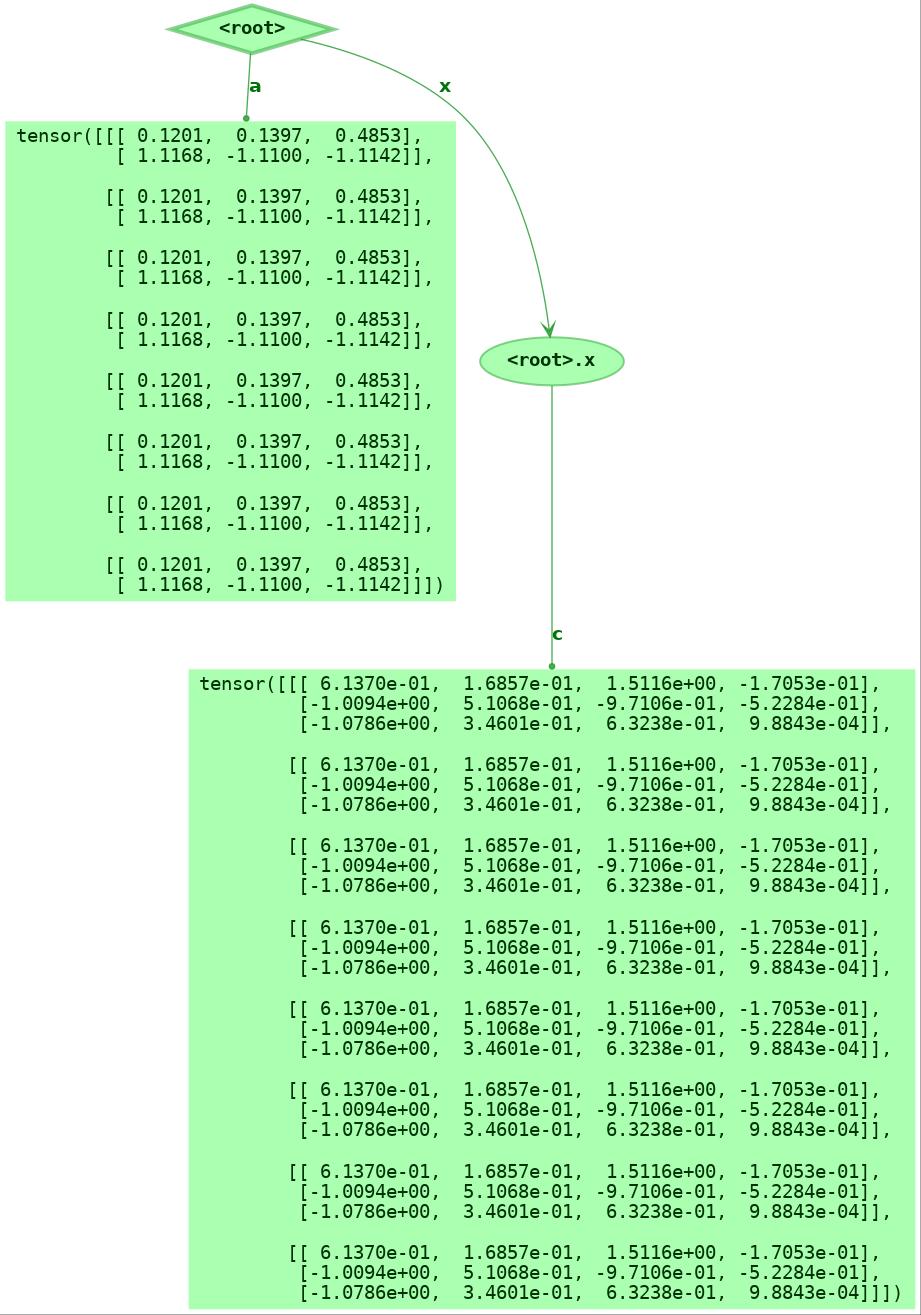 <root>
a
x
tensor([[[ 0.1201,  0.1397,  0.4853],
         [ 1.1168, -1.1100, -1.1142]],

        [[ 0.1201,  0.1397,  0.4853],
         [ 1.1168, -1.1100, -1.1142]],

        [[ 0.1201,  0.1397,  0.4853],
         [ 1.1168, -1.1100, -1.1142]],

        [[ 0.1201,  0.1397,  0.4853],
         [ 1.1168, -1.1100, -1.1142]],

        [[ 0.1201,  0.1397,  0.4853],
         [ 1.1168, -1.1100, -1.1142]],

        [[ 0.1201,  0.1397,  0.4853],
         [ 1.1168, -1.1100, -1.1142]],

        [[ 0.1201,  0.1397,  0.4853],
         [ 1.1168, -1.1100, -1.1142]],

        [[ 0.1201,  0.1397,  0.4853],
         [ 1.1168, -1.1100, -1.1142]]])
<root>.x
c
tensor([[[ 6.1370e-01,  1.6857e-01,  1.5116e+00, -1.7053e-01],
         [-1.0094e+00,  5.1068e-01, -9.7106e-01, -5.2284e-01],
         [-1.0786e+00,  3.4601e-01,  6.3238e-01,  9.8843e-04]],

        [[ 6.1370e-01,  1.6857e-01,  1.5116e+00, -1.7053e-01],
         [-1.0094e+00,  5.1068e-01, -9.7106e-01, -5.2284e-01],
         [-1.0786e+00,  3.4601e-01,  6.3238e-01,  9.8843e-04]],

        [[ 6.1370e-01,  1.6857e-01,  1.5116e+00, -1.7053e-01],
         [-1.0094e+00,  5.1068e-01, -9.7106e-01, -5.2284e-01],
         [-1.0786e+00,  3.4601e-01,  6.3238e-01,  9.8843e-04]],

        [[ 6.1370e-01,  1.6857e-01,  1.5116e+00, -1.7053e-01],
         [-1.0094e+00,  5.1068e-01, -9.7106e-01, -5.2284e-01],
         [-1.0786e+00,  3.4601e-01,  6.3238e-01,  9.8843e-04]],

        [[ 6.1370e-01,  1.6857e-01,  1.5116e+00, -1.7053e-01],
         [-1.0094e+00,  5.1068e-01, -9.7106e-01, -5.2284e-01],
         [-1.0786e+00,  3.4601e-01,  6.3238e-01,  9.8843e-04]],

        [[ 6.1370e-01,  1.6857e-01,  1.5116e+00, -1.7053e-01],
         [-1.0094e+00,  5.1068e-01, -9.7106e-01, -5.2284e-01],
         [-1.0786e+00,  3.4601e-01,  6.3238e-01,  9.8843e-04]],

        [[ 6.1370e-01,  1.6857e-01,  1.5116e+00, -1.7053e-01],
         [-1.0094e+00,  5.1068e-01, -9.7106e-01, -5.2284e-01],
         [-1.0786e+00,  3.4601e-01,  6.3238e-01,  9.8843e-04]],

        [[ 6.1370e-01,  1.6857e-01,  1.5116e+00, -1.7053e-01],
         [-1.0094e+00,  5.1068e-01, -9.7106e-01, -5.2284e-01],
         [-1.0786e+00,  3.4601e-01,  6.3238e-01,  9.8843e-04]]])